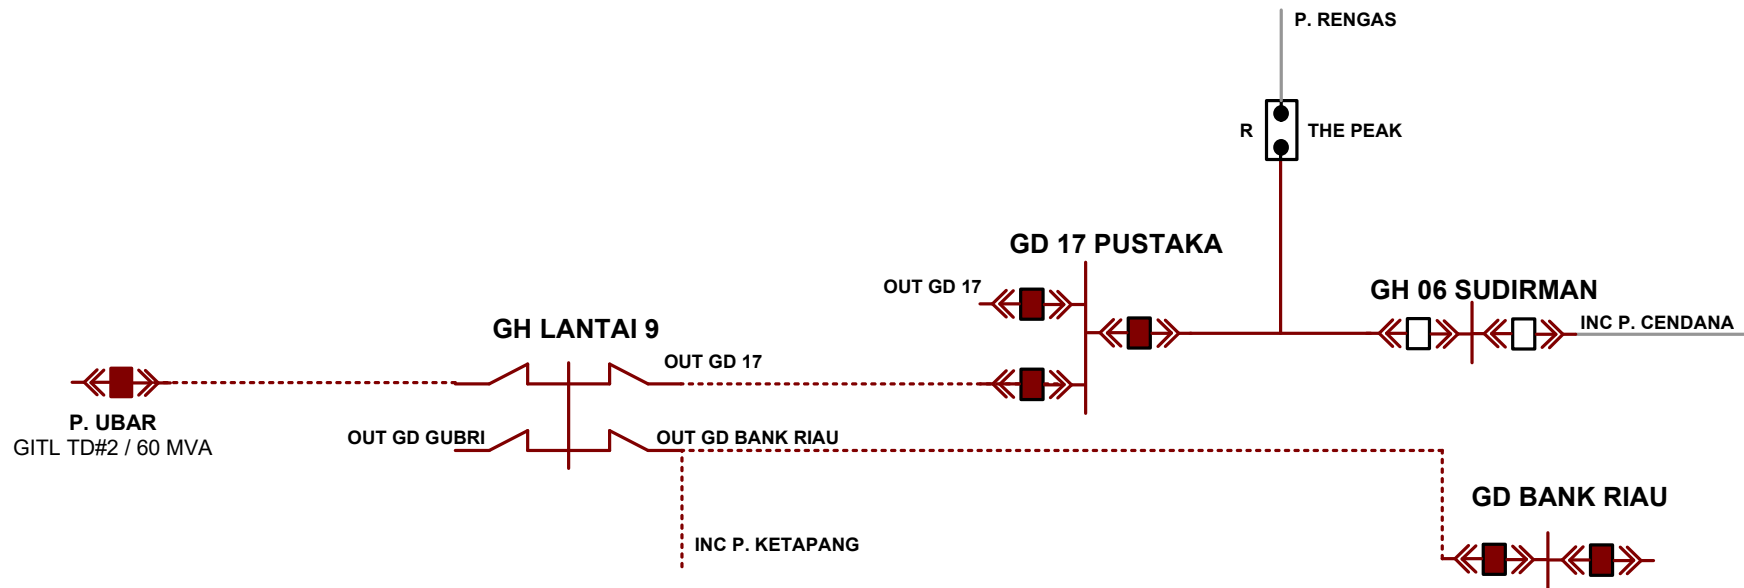 P. RENGAS
R
THE PEAK
GD 17 PUSTAKA
OUT GD 17
GH 06 SUDIRMAN
INC P. CENDANA
GH LANTAI 9
OUT GD 17
P. UBAR
GITL TD#2 / 60 MVA
OUT GD GUBRI
OUT GD BANK RIAU
GD BANK RIAU
INC P. KETAPANG